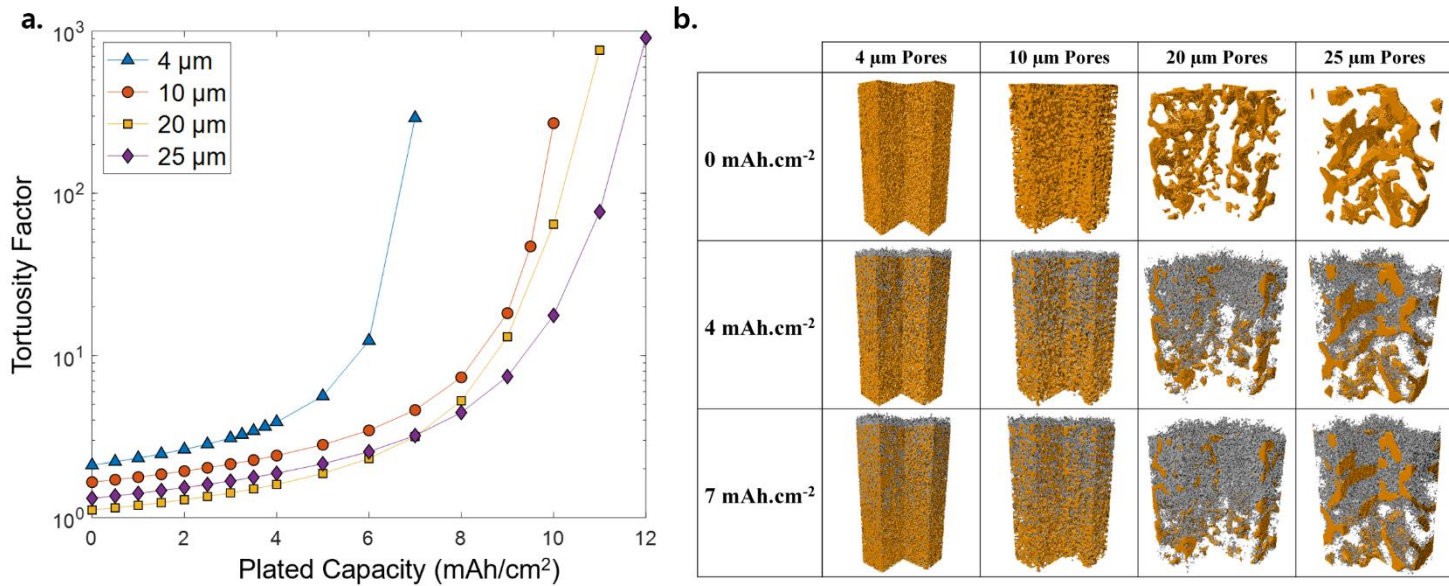 a.
Tortuosity Factor
10³
10²
10¹
10⁰
4 µm
10 µm
20 µm
25 µm
0 2 4 6 8 10 12
Plated Capacity (mAh/cm²)
b.
4 µm Pores 10 µm Pores 20 µm Pores 25 µm Pores
0 mAh.cm⁻²
4 mAh.cm⁻²
7 mAh.cm⁻²